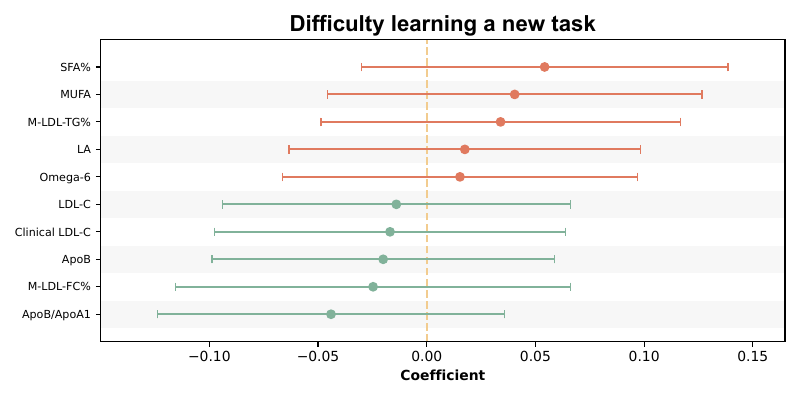 Difficulty learning a new task
SFA%
MUFA
M-LDL-TG%
LA
Omega-6
LDL-C
Clinical LDL-C
ApoB
M-LDL-FC%
ApoB/ApoA1
−0.10 −0.05 0.00 0.05 0.10 0.15
Coefficient